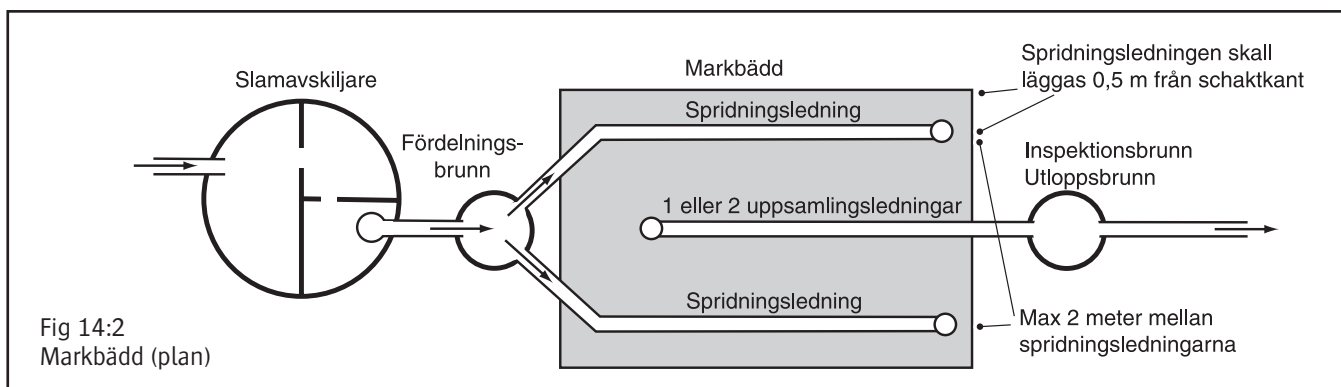 Slamavskiljare
Fördelnings-
brunn
Markbädd
Spridningsledning
1 eller 2 uppsamlingsledningar
Spridningsledning
Spridningsledningen skall
läggas 0,5 m från schaktkant
Inspektionsbrunn
Utloppsbrunn
Max 2 meter mellan
spridningsledningarna
Fig 14:2
Markbädd (plan)